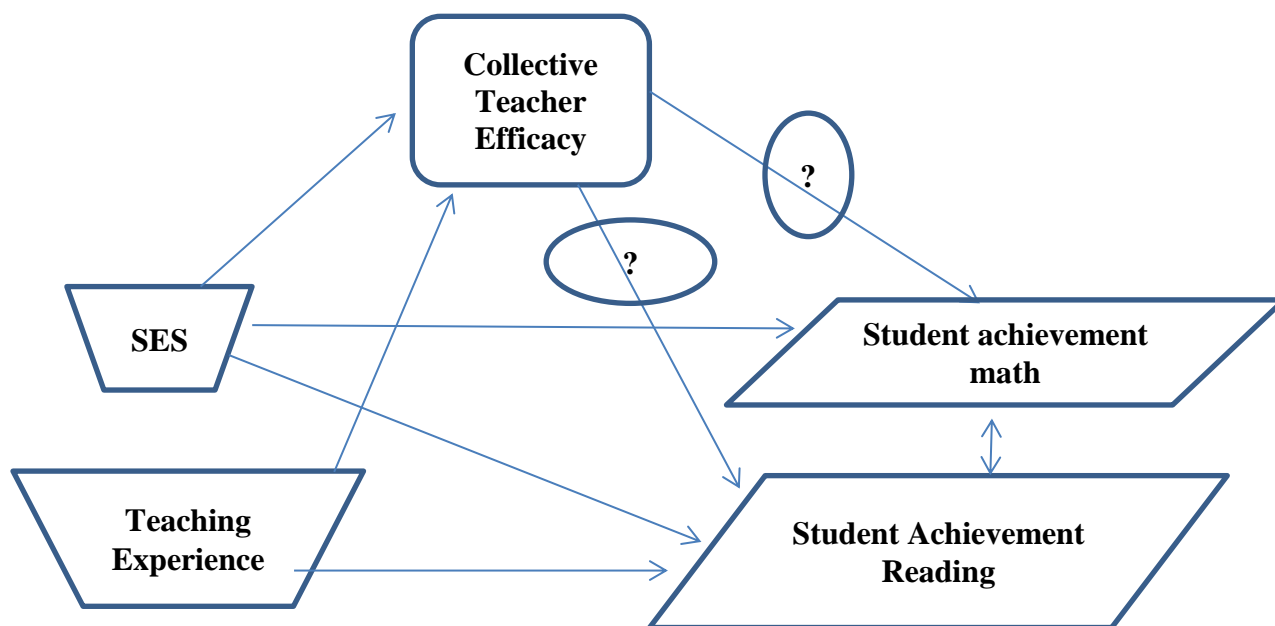 Collective
Teacher
Efficacy
?
?
SES
Student achievement
math
Teaching
Experience
Student Achievement
Reading